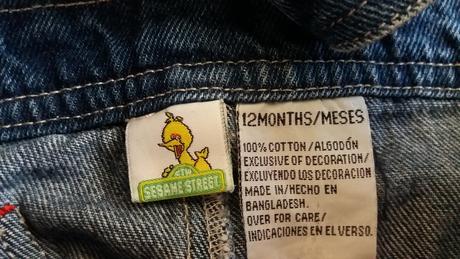 SESAME STREET
12MONTHS/MESES
100% COTTON/ALGODÓN
EXCLUSIVE OF DECORATION/
EXCLUYENDO LOS DECORACION
MADE IN/HECHO EN
BANGLADESH.
OVER FOR CARE/
INDICACIONES EN EL VERSO.